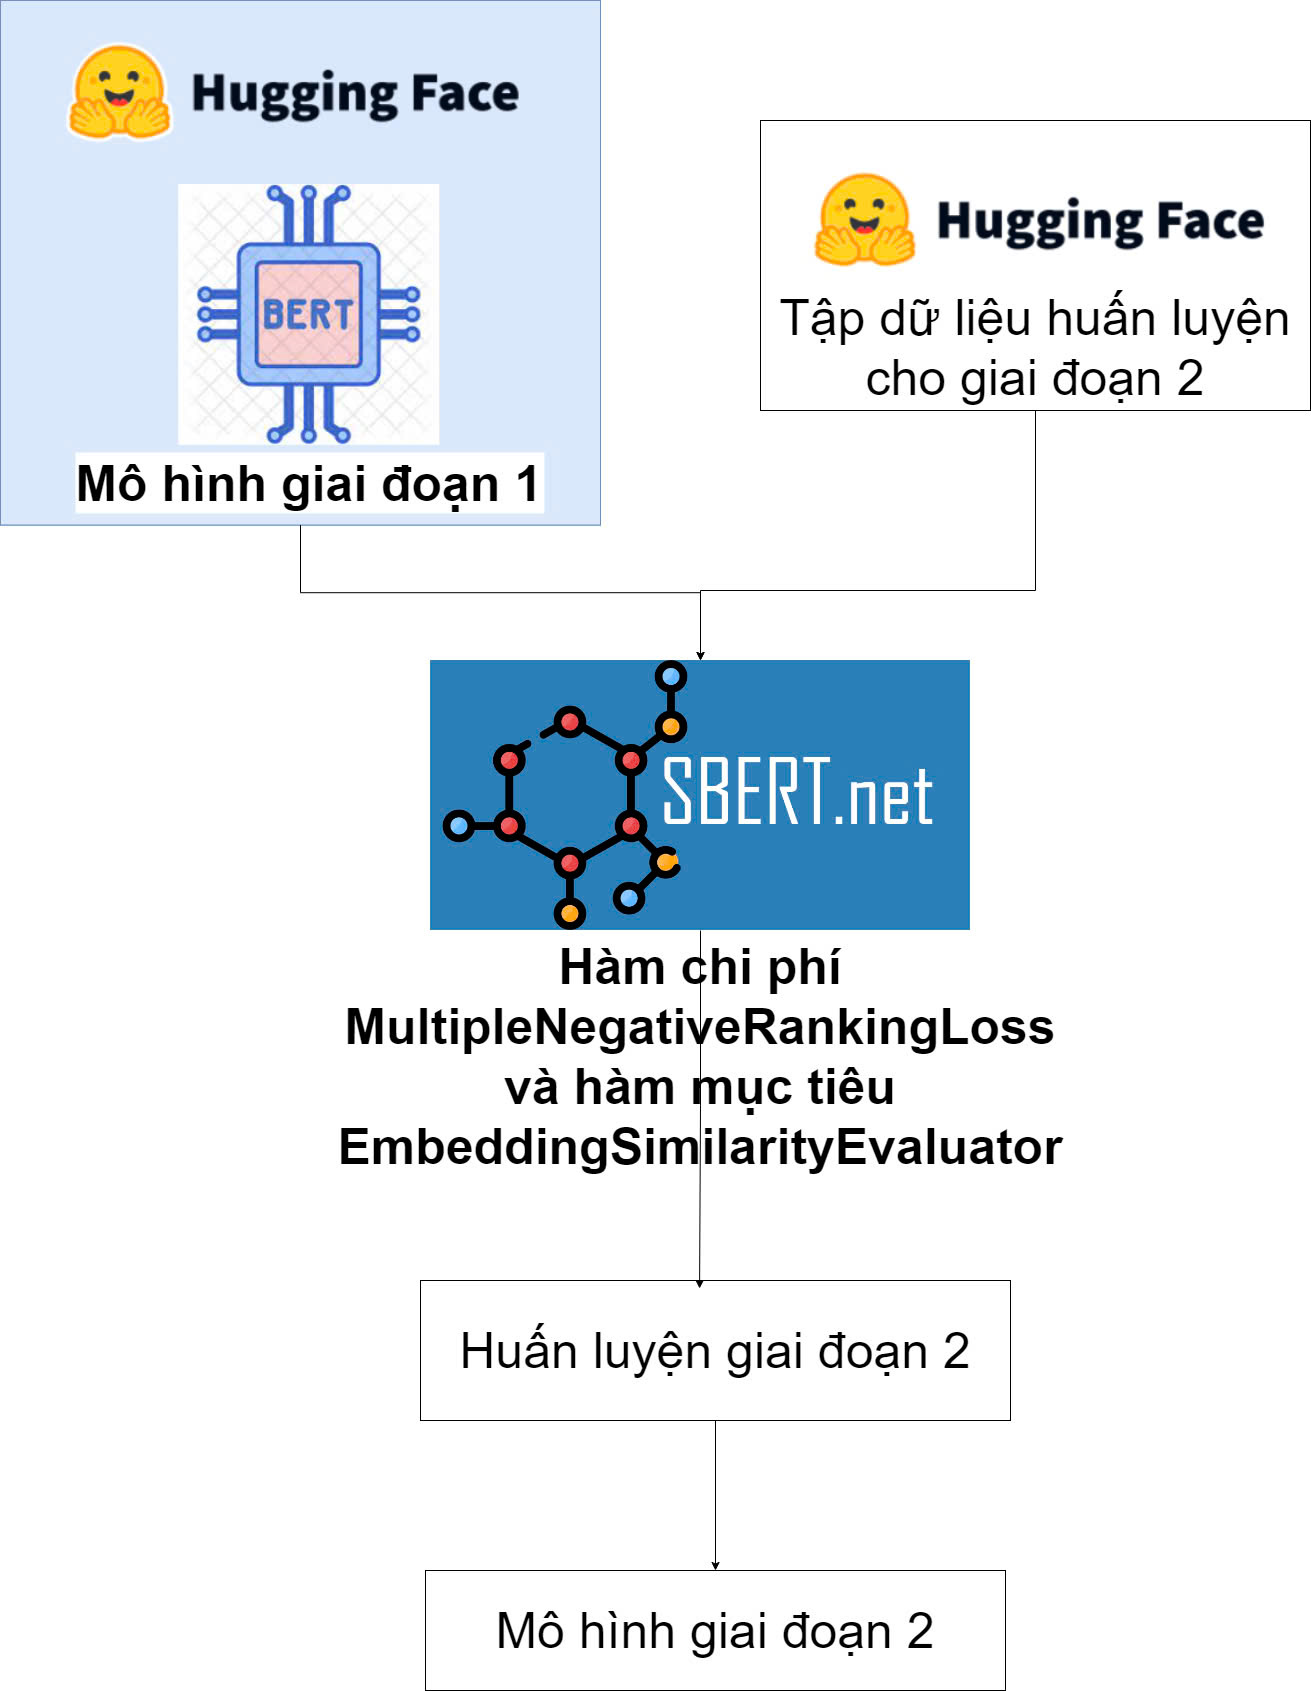 Hugging Face
BERT
Mô hình giai đoạn 1
Hugging Face
Tập dữ liệu huấn luyện
cho giai đoạn 2
SBERT.net
Hàm chi phí
MultipleNegativeRankingLoss
và hàm mục tiêu
EmbeddingSimilarityEvaluator
Huấn luyện giai đoạn 2
Mô hình giai đoạn 2